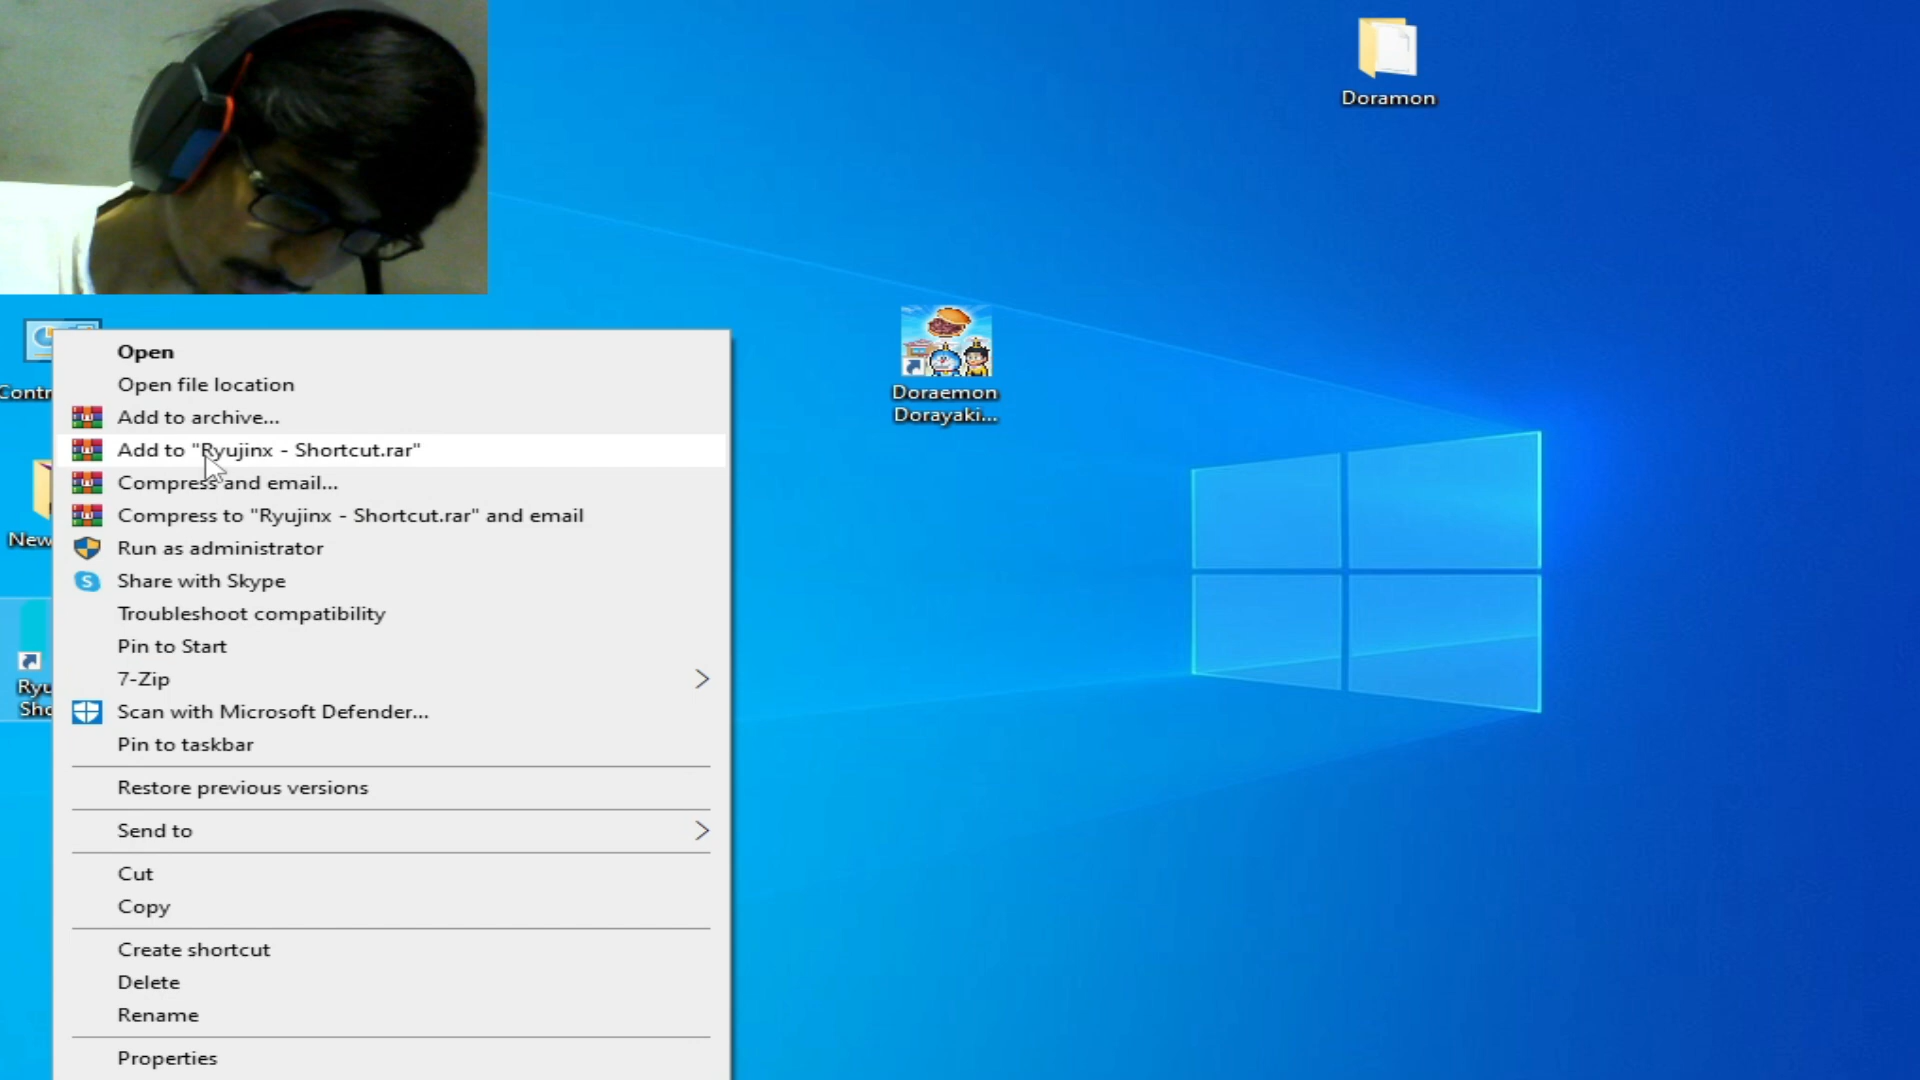 Doramon
Doraemon
Dorayaki...
Contr
New
Ryu
Sho
Open
Open file location
Add to archive...
Add to "Ryujinx - Shortcut.rar"
Compress and email...
Compress to "Ryujinx - Shortcut.rar" and email
Run as administrator
Share with Skype
Troubleshoot compatibility
Pin to Start
7-Zip
Scan with Microsoft Defender...
Pin to taskbar
Restore previous versions
Send to
Cut
Copy
Create shortcut
Delete
Rename
Properties